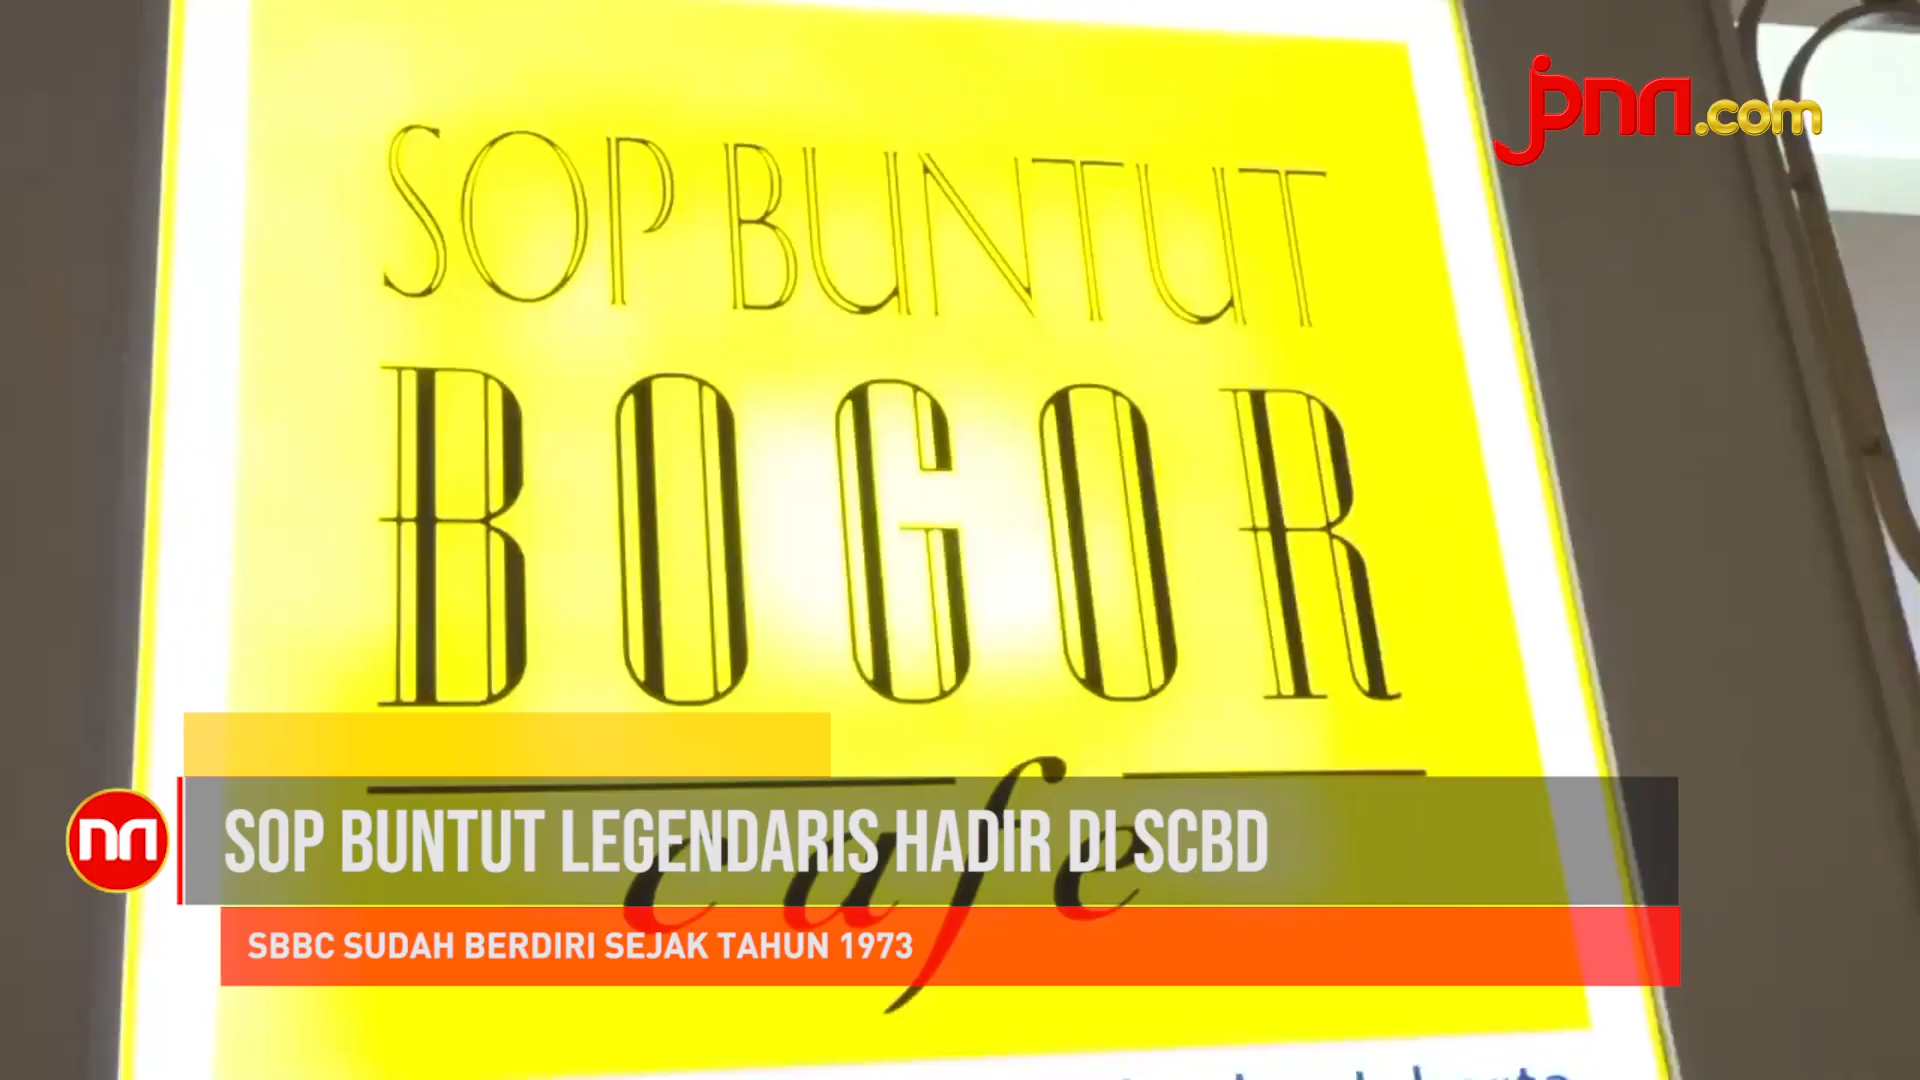 jpnn.com
SOP BUNTUT
BOGOR
cafe
SOP BUNTUT LEGENDARIS HADIR DI SCBD
SBBC SUDAH BERDIRI SEJAK TAHUN 1973